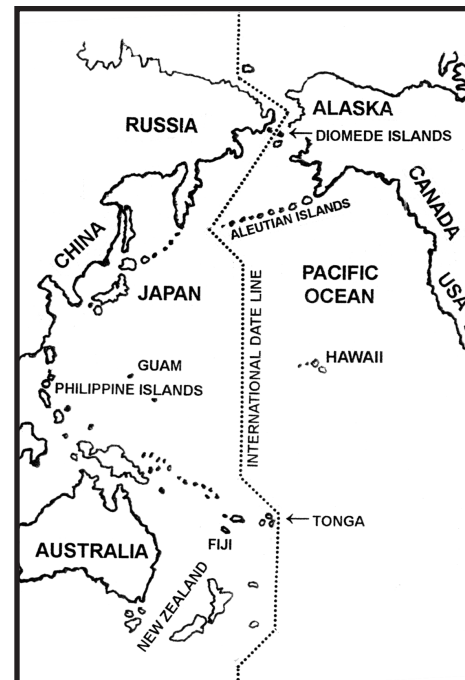 ALASKA
RUSSIA
← DIOMEDE ISLANDS
CANADA
ALEUTIAN ISLANDS
CHINA
PACIFIC
OCEAN
USA
JAPAN
INTERNATIONAL DATE LINE
HAWAII
GUAM
PHILIPPINE ISLANDS
← TONGA
FIJI
AUSTRALIA
NEW ZEALAND